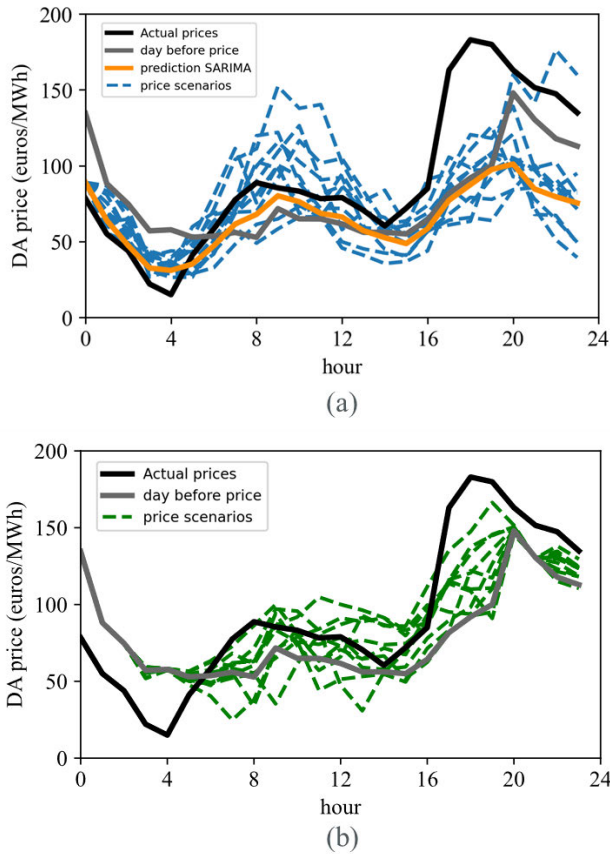 200
150
100
50
0
DA price (euros/MWh)
Actual prices
day before price
prediction SARIMA
price scenarios
0 4 8 12 16 20 24
hour
(a)
200
150
100
50
0
DA price (euros/MWh)
Actual prices
day before price
price scenarios
0 4 8 12 16 20 24
hour
(b)